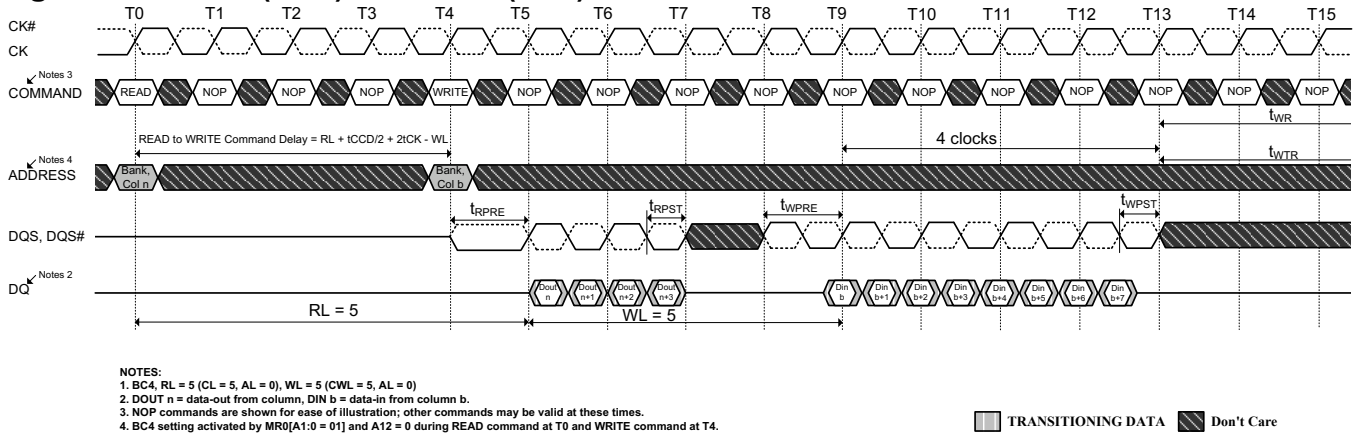 T0 T1 T2 T3 T4 T5 T6 T7 T8 T9 T10 T11 T12 T13 T14 T15
CK#
CK
Notes 3
COMMAND
READ NOP NOP NOP WRITE NOP NOP NOP NOP NOP NOP NOP NOP NOP NOP NOP
READ to WRITE Command Delay = RL + tCCD/2 + 2tCK - WL
4 clocks
tWR
tWTR
Notes 4
ADDRESS
Bank, Col n
Bank, Col b
tRPRE
tRPST
tWPRE
tWPST
DQS, DQS#
Notes 2
DQ
Dout n
Dout n+1
Dout n+2
Dout n+3
Din b
Din b+1
Din b+2
Din b+3
Din b+4
Din b+5
Din b+6
Din b+7
RL = 5
WL = 5
NOTES:
1. BC4, RL = 5 (CL = 5, AL = 0), WL = 5 (CWL = 5, AL = 0)
2. DOUT n = data-out from column, DIN b = data-in from column b.
3. NOP commands are shown for ease of illustration; other commands may be valid at these times.
4. BC4 setting activated by MR0[A1:0 = 01] and A12 = 0 during READ command at T0 and WRITE command at T4.
TRANSITIONING DATA
Don't Care